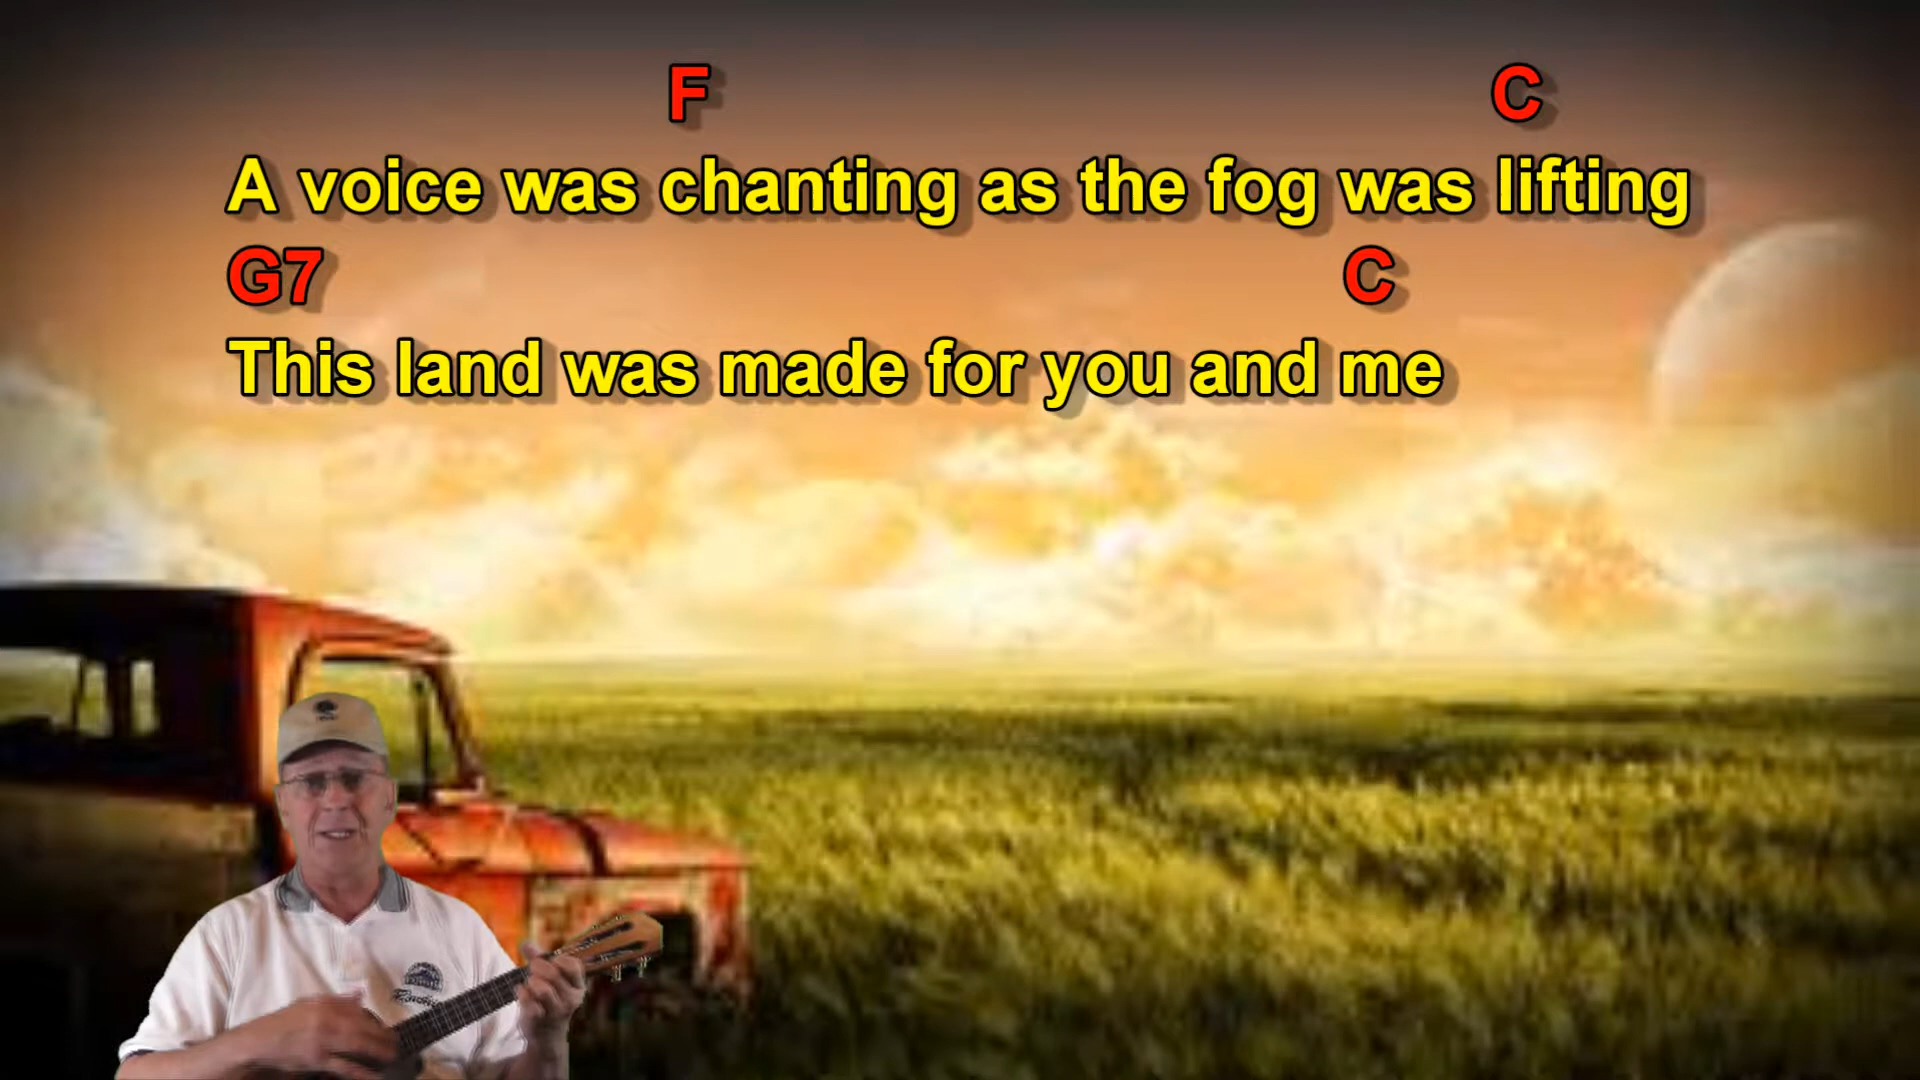 F C
A voice was chanting as the fog was lifting
G7 C
This land was made for you and me